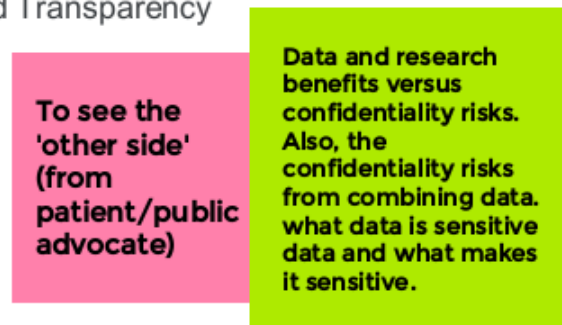 d Transparency
To see the
'other side'
(from
patient/public
advocate)
Data and research
benefits versus
confidentiality risks.
Also, the
confidentiality risks
from combining data.
what data is sensitive
data and what makes
it sensitive.